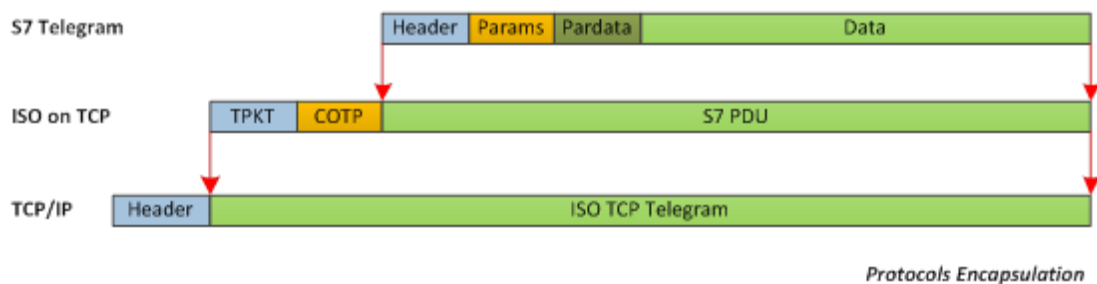 S7 Telegram Header Params Pardata Data
ISO on TCP TPKT COTP S7 PDU
TCP/IP Header ISO TCP Telegram
Protocols Encapsulation